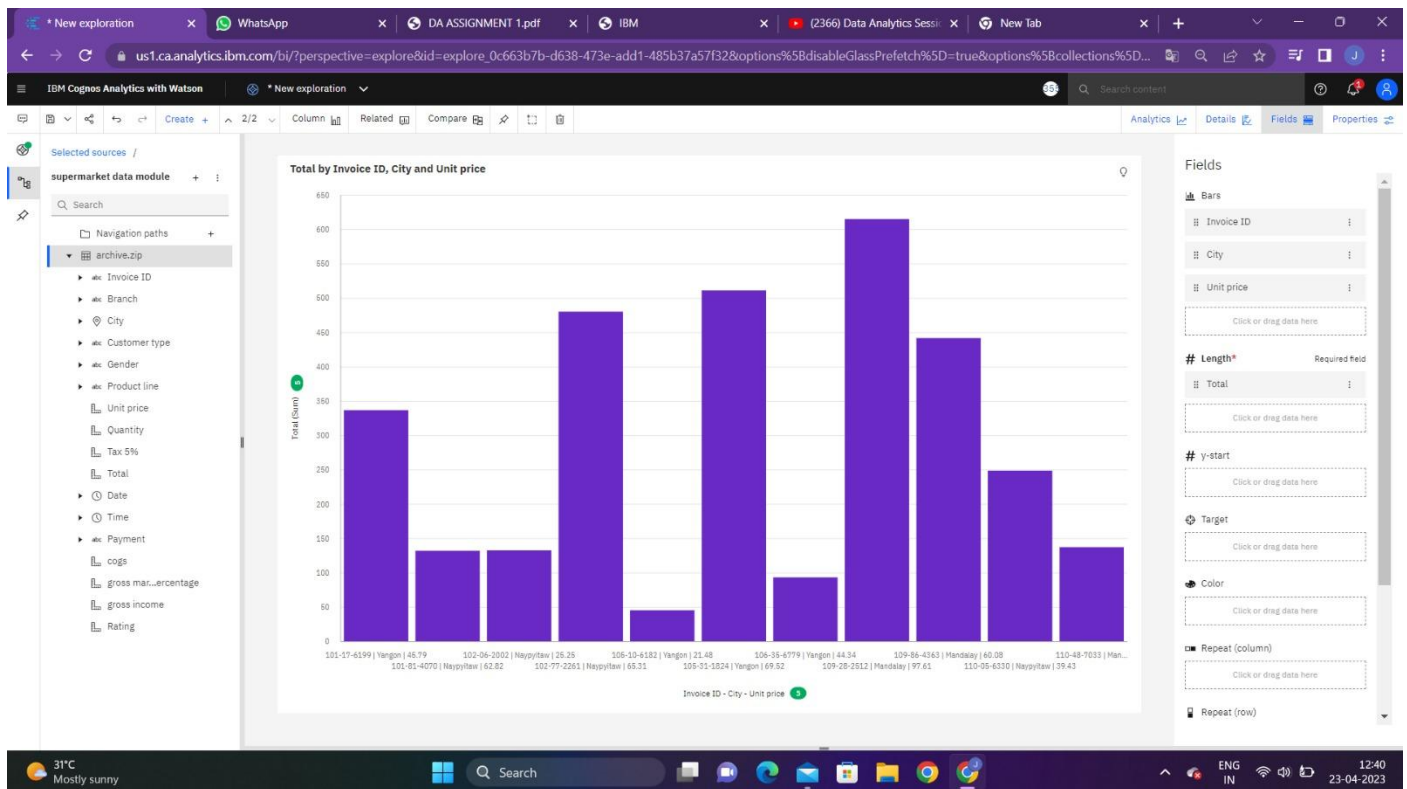 * New exploration
WhatsApp
DA ASSIGNMENT 1.pdf
IBM
(2366) Data Analytics Sessic
New Tab
us1.ca.analytics.ibm.com/bi/?perspective=explore&id=explore_0c663b7b-d638-473e-add1-485b37a57f32&options%5BdisableGlassPrefetch%5D=true&options%5Bcollections%5D...
J
IBM Cognos Analytics with Watson
* New exploration
Search content
Create +
2/2
Column
Related
Compare
Analytics
Details
Fields
Properties
Selected sources /
supermarket data module
Search
Navigation paths
archive.zip
abc Invoice ID
abc Branch
City
abc Customer type
abc Gender
abc Product line
Unit price
Quantity
Tax 5%
Total
Date
Time
abc Payment
cogs
gross mar...ercentage
gross income
Rating
Total by Invoice ID, City and Unit price
650
600
550
500
450
400
350
300
250
200
150
100
50
0
Total (Sum)
5
101-17-6199 | Yangon | 45.79
102-06-2002 | Naypyitaw | 25.25
105-10-6182 | Yangon | 21.48
106-35-6779 | Yangon | 44.34
109-86-4363 | Mandalay | 60.08
110-48-7033 | Man...
101-81-4070 | Naypyitaw | 62.82
102-77-2261 | Naypyitaw | 65.31
105-31-1824 | Yangon | 69.52
109-28-2512 | Mandalay | 97.61
110-05-6330 | Naypyitaw | 39.43
Invoice ID - City - Unit price
5
Fields
Bars
Invoice ID
City
Unit price
Click or drag data here
# Length*
Required field
Total
Click or drag data here
# y-start
Click or drag data here
Target
Click or drag data here
Color
Click or drag data here
Repeat (column)
Click or drag data here
Repeat (row)
31°C
Mostly sunny
Search
ENG
IN
12:40
23-04-2023